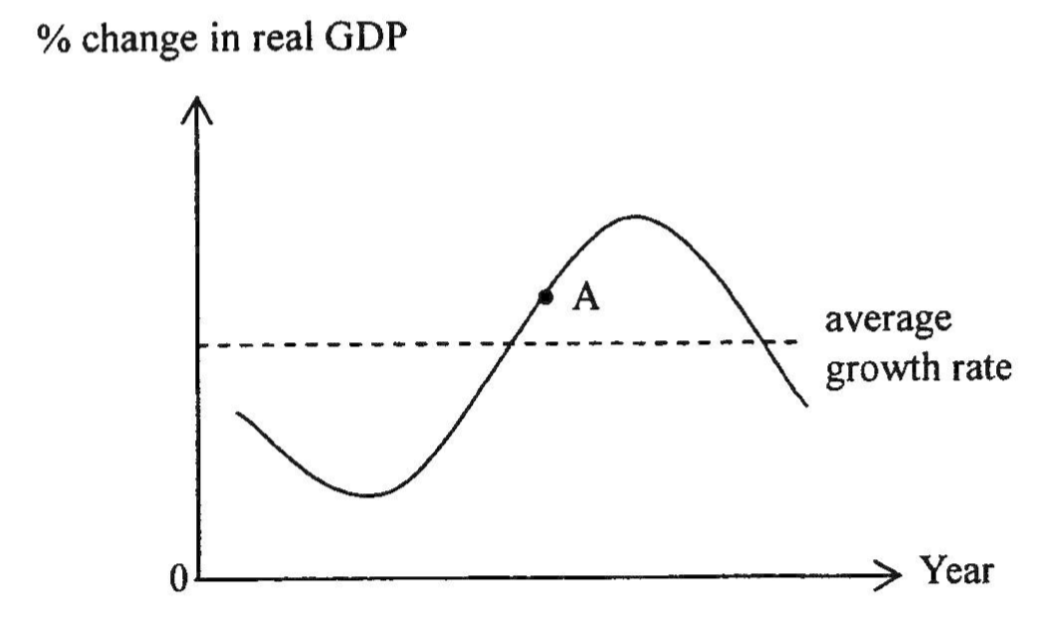 % change in real GDP
A
average
growth rate
0
Year